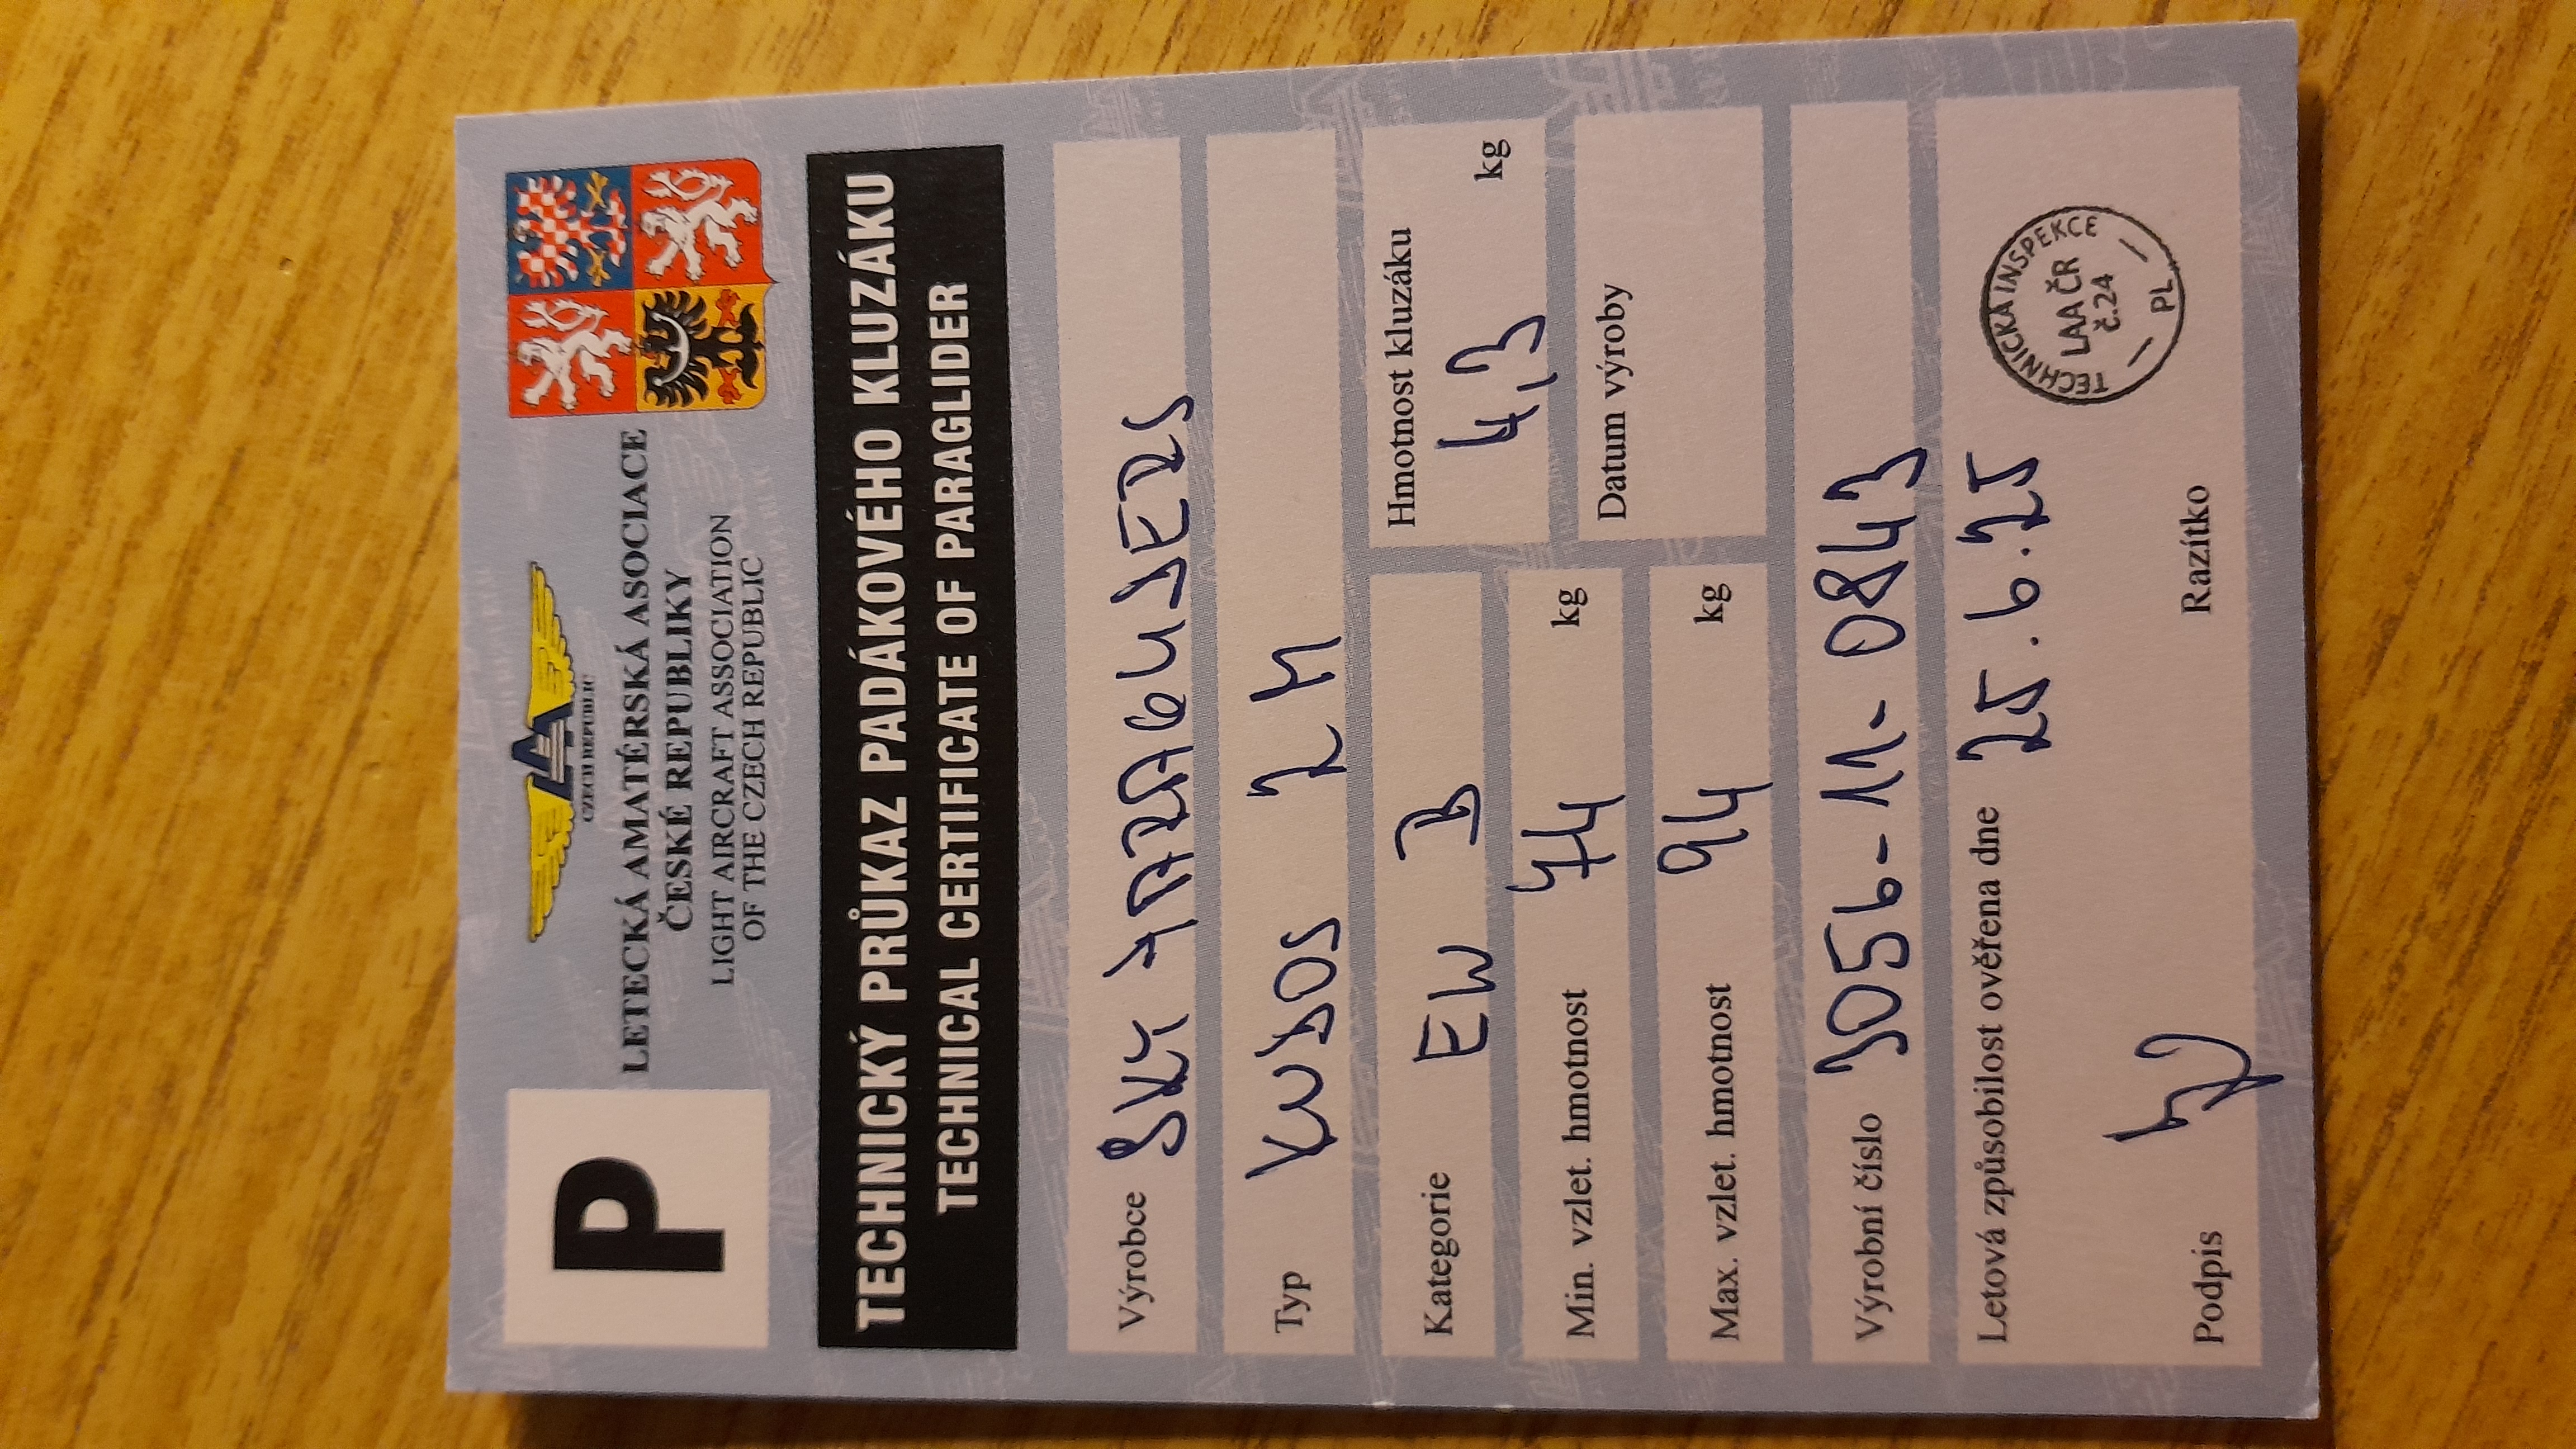 P
CZECH REPUBLIC
LETECKÁ AMATÉRSKÁ ASOCIACE
ČESKÉ REPUBLIKY
LIGHT AIRCRAFT ASSOCIATION
OF THE CZECH REPUBLIC
TECHNICKÝ PRŮKAZ PADÁKOVÉHO KLUZÁKU
TECHNICAL CERTIFICATE OF PARAGLIDER
Výrobce SKY PARAGLIDERS
Typ KUDOS 24
Kategorie EN B
Hmotnost kluzáku
4,3 kg
Min. vzlet. hmotnost 74 kg
Max. vzlet. hmotnost 94 kg
Datum výroby
Výrobní číslo 3056-11-0843
Letová způsobilost ověřena dne 25.6.25
TECHNICKÁ INSPEKCE
LAA ČR
č.24
PL
Podpis Razítko